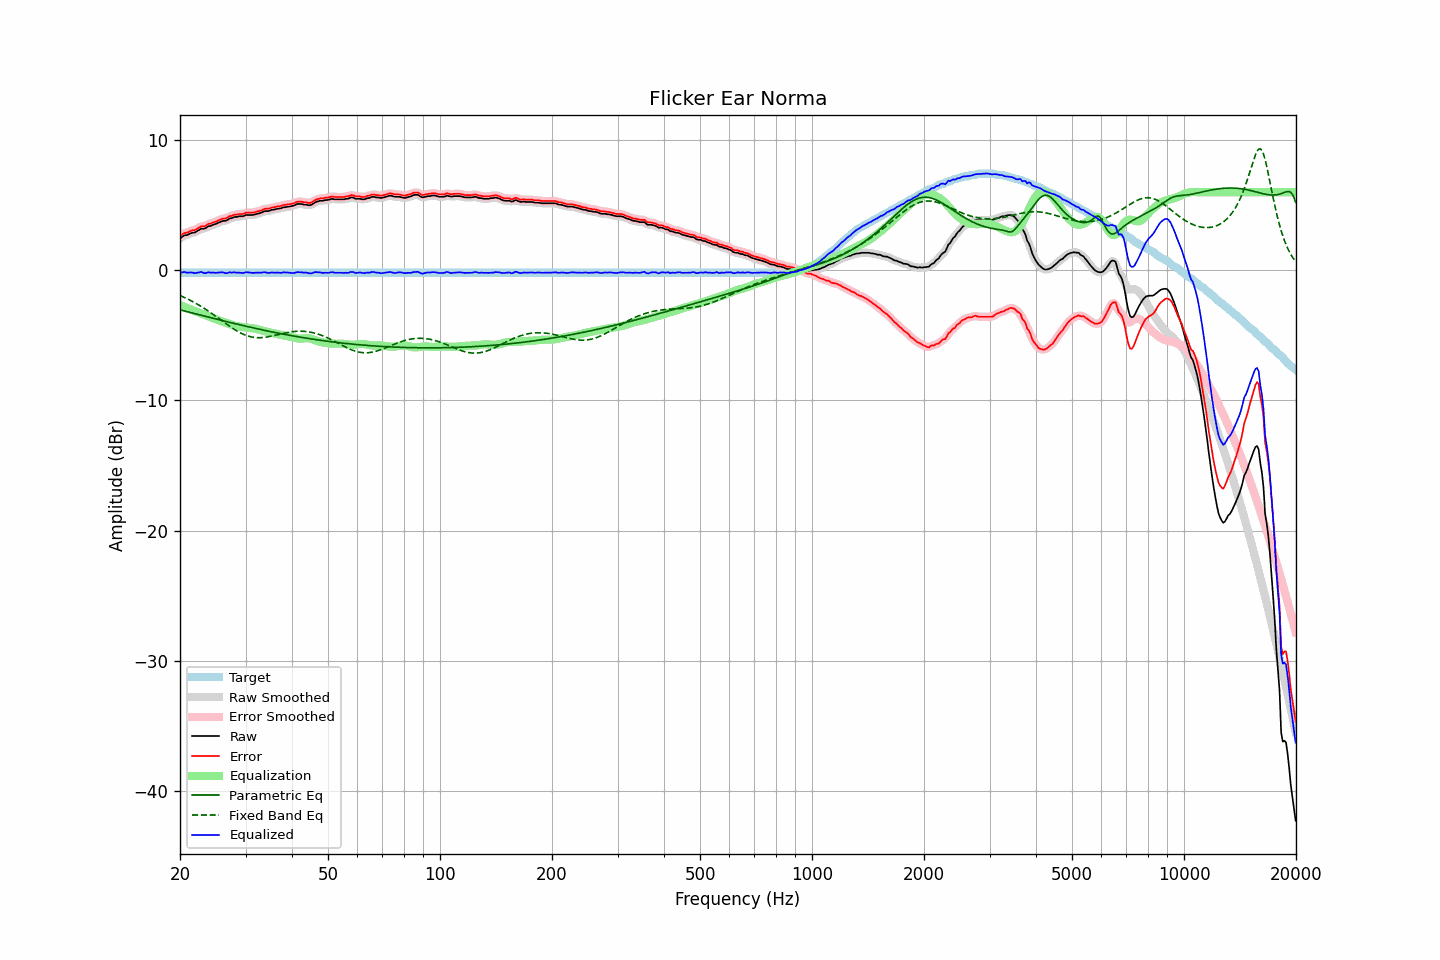 Flicker Ear Norma
10
0
−10
−20
−30
−40
Amplitude (dBr)
Target
Raw Smoothed
Error Smoothed
Raw
Error
Equalization
Parametric Eq
Fixed Band Eq
Equalized
20 50 100 200 500 1000 2000 5000 10000 20000
Frequency (Hz)